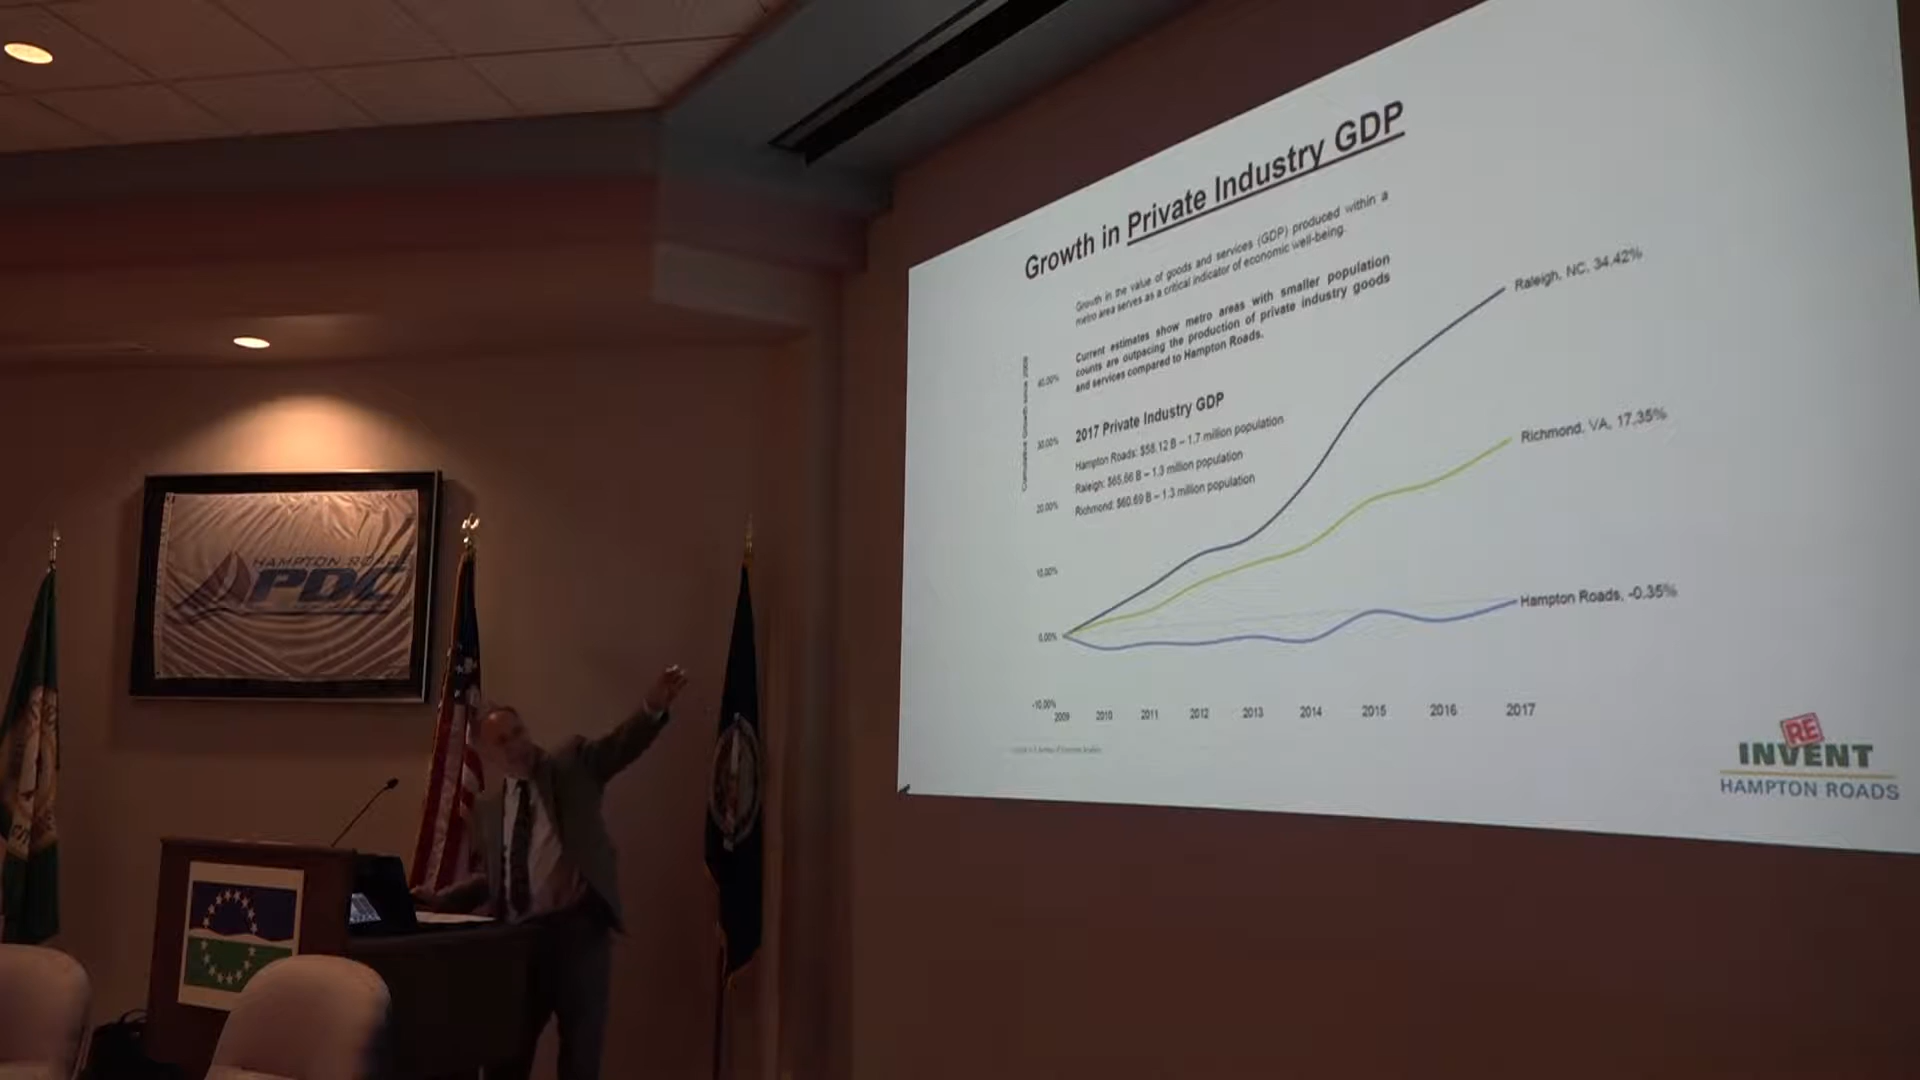 Growth in Private Industry GDP
Growth in the value of goods and services (GDP) produced within a
metro area serves as a critical indicator of economic well-being.
Current estimates show metro areas with smaller population
counts are outpacing the production of private industry goods
and services compared to Hampton Roads.
2017 Private Industry GDP
Hampton Roads: $58.12 B – 1.7 million population
Raleigh: $65.66 B – 1.3 million population
Richmond: $60.69 B – 1.3 million population
Cumulative Growth since 2009
40.00%
30.00%
20.00%
10.00%
0.00%
-10.00%
2009 2010 2011 2012 2013 2014 2015 2016 2017
Raleigh, NC, 34.42%
Richmond, VA, 17.35%
Hampton Roads, -0.35%
RE
INVENT
HAMPTON ROADS
HAMPTON ROADS
PDC